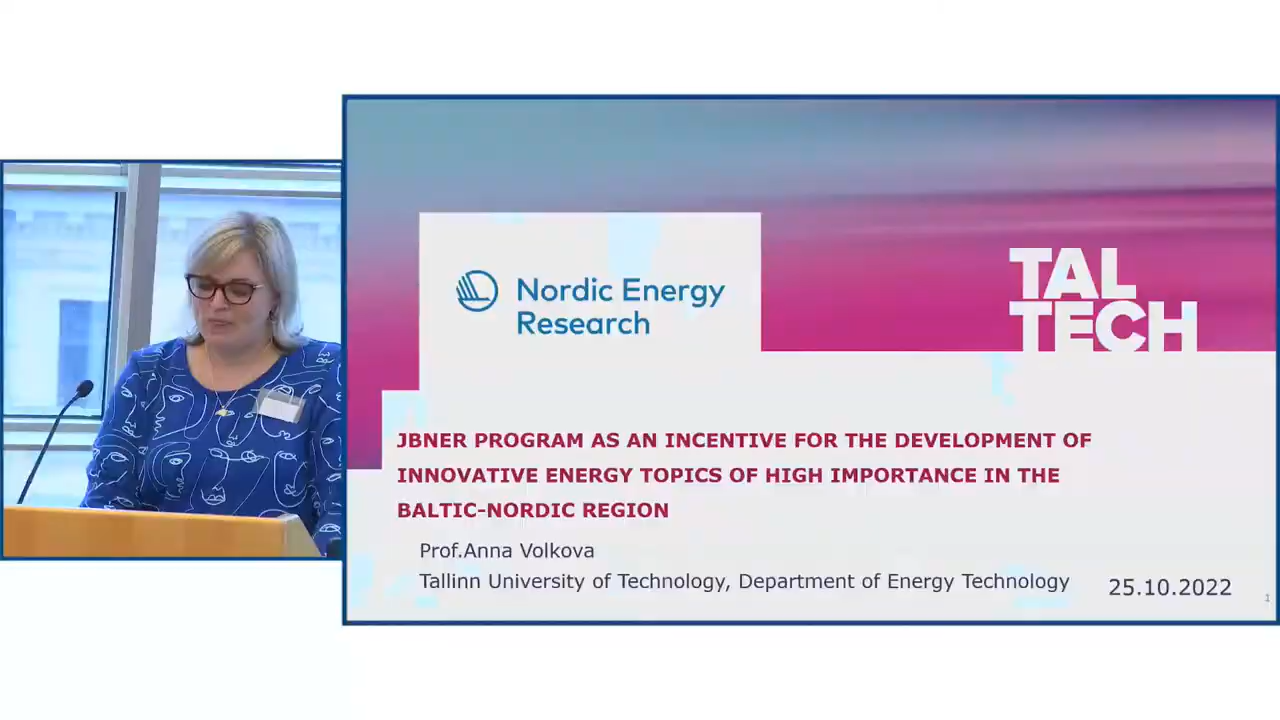 Nordic Energy
Research
TAL
TECH
JBNER PROGRAM AS AN INCENTIVE FOR THE DEVELOPMENT OF
INNOVATIVE ENERGY TOPICS OF HIGH IMPORTANCE IN THE
BALTIC-NORDIC REGION
Prof.Anna Volkova
Tallinn University of Technology, Department of Energy Technology
25.10.2022
1